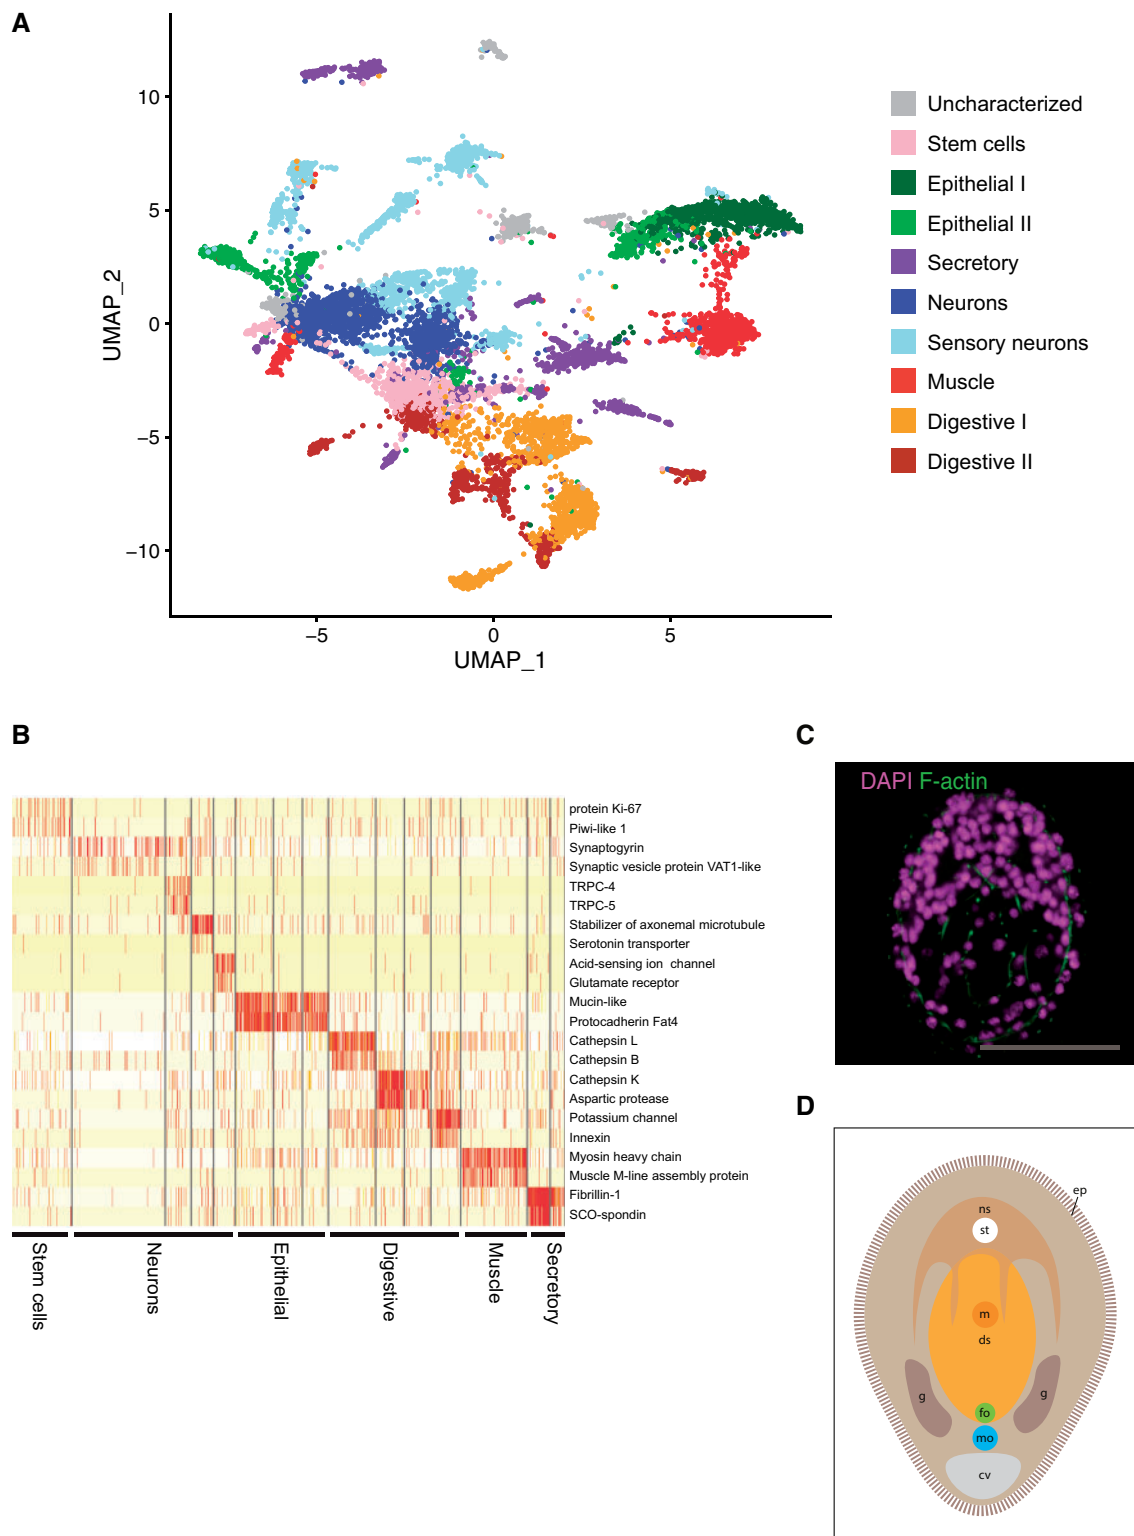 A
10
5
0
−5
−10
UMAP_2
−5 0 5
UMAP_1
Uncharacterized
Stem cells
Epithelial I
Epithelial II
Secretory
Neurons
Sensory neurons
Muscle
Digestive I
Digestive II
B
protein Ki-67
Piwi-like 1
Synaptogyrin
Synaptic vesicle protein VAT1-like
TRPC-4
TRPC-5
Stabilizer of axonemal microtubule
Serotonin transporter
Acid-sensing ion channel
Glutamate receptor
Mucin-like
Protocadherin Fat4
Cathepsin L
Cathepsin B
Cathepsin K
Aspartic protease
Potassium channel
Innexin
Myosin heavy chain
Muscle M-line assembly protein
Fibrillin-1
SCO-spondin
Stem cells
Neurons
Epithelial
Digestive
Muscle
Secretory
C
DAPI F-actin
D
ep
ns
st
m
ds
g
g
fo
mo
cv